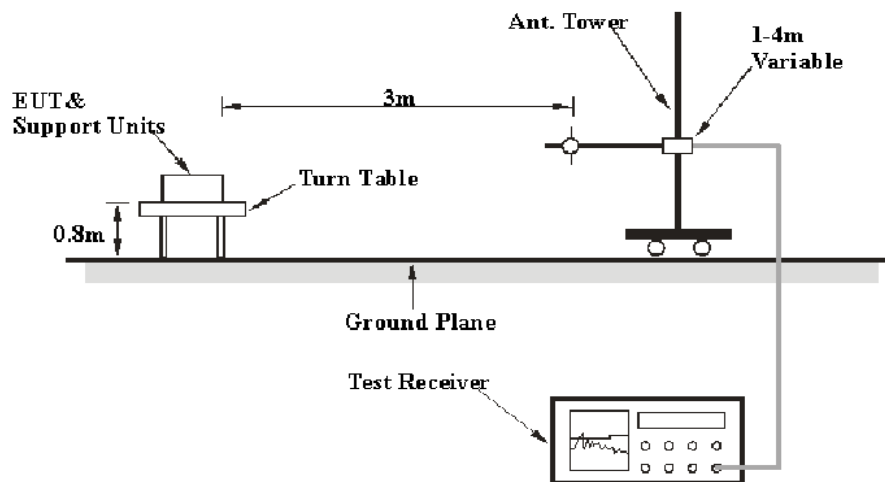 Ant. Tower
1-4m
Variable
3m
EUT&
Support Units
Turn Table
0.8m
Ground Plane
Test Receiver